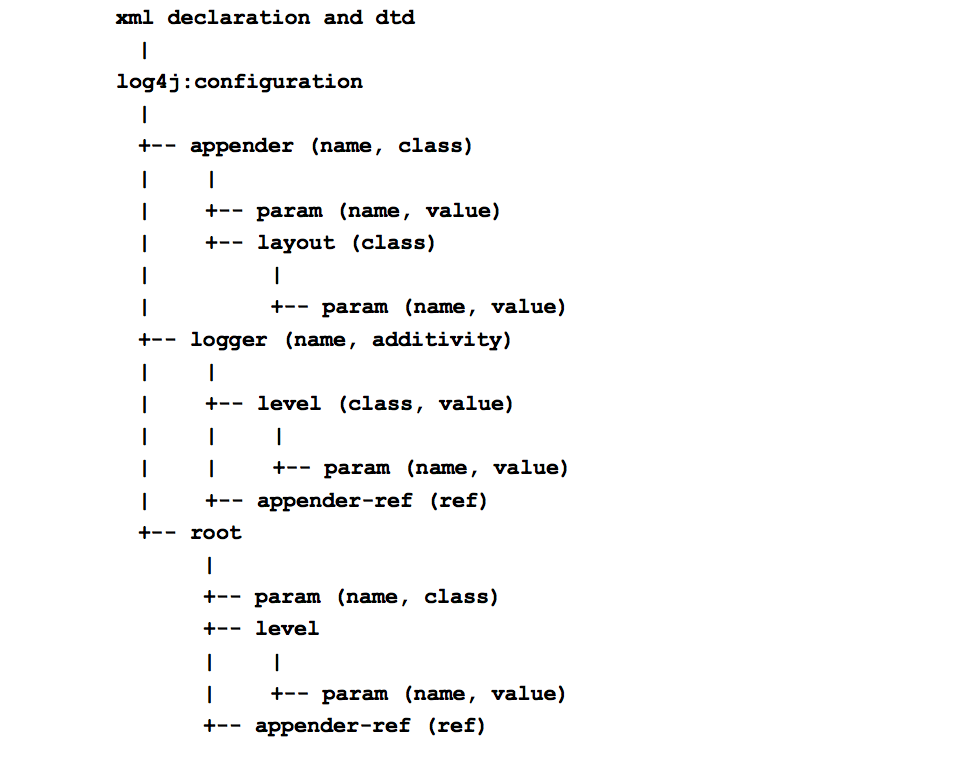 xml declaration and dtd
  |
log4j:configuration
  |
  +-- appender (name, class)
  |    |
  |    +-- param (name, value)
  |    +-- layout (class)
  |         |
  |         +-- param (name, value)
  +-- logger (name, additivity)
  |    |
  |    +-- level (class, value)
  |    |    |
  |    |    +-- param (name, value)
  |    +-- appender-ref (ref)
  +-- root
       |
       +-- param (name, class)
       +-- level
       |    |
       |    +-- param (name, value)
       +-- appender-ref (ref)